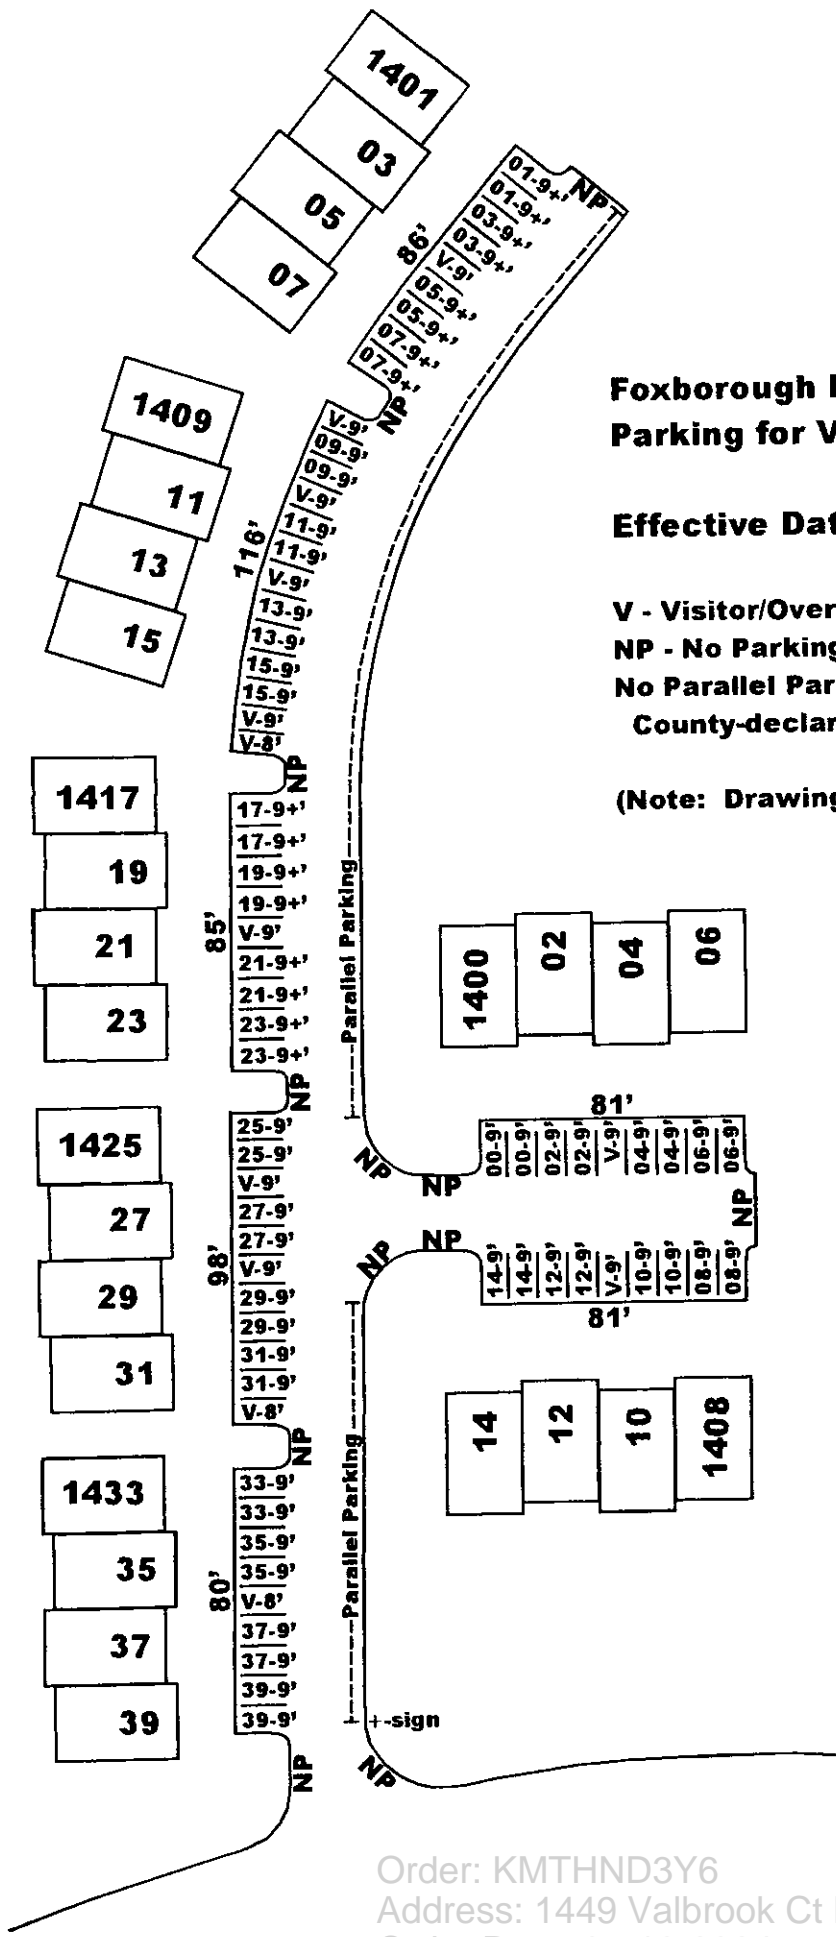 1401
03
05
07
01-9+'
01-9+'
03-9+'
03-9+'
V-9'
05-9+'
05-9+'
07-9+'
07-9+'
86'
NP
NP
Foxborough
Parking for V
Effective Dat
V - Visitor/Over
NP - No Parking
No Parallel Par
County-declar
(Note: Drawing
1409
11
13
15
116'
V-9'
09-9'
09-9'
V-9'
11-9'
11-9'
V-9'
13-9'
13-9'
15-9'
15-9'
V-9'
V-8'
NP
1417
19
21
23
85'
17-9+'
17-9+'
19-9+'
19-9+'
V-9'
21-9+'
21-9+'
23-9+'
23-9+'
NP
Parallel Parking
1400
02
04
06
81'
00-9'
00-9'
02-9'
02-9'
V-9'
04-9'
04-9'
06-9'
06-9'
NP
NP
NP
NP
NP
14-9'
14-9'
12-9'
12-9'
V-9'
10-9'
10-9'
08-9'
08-9'
81'
14
12
10
1408
1425
27
29
31
98'
25-9'
25-9'
V-9'
27-9'
27-9'
V-9'
29-9'
29-9'
31-9'
31-9'
V-8'
NP
1433
35
37
39
80'
33-9'
33-9'
35-9'
35-9'
V-8'
37-9'
37-9'
39-9'
39-9'
Parallel Parking
+-sign
NP
NP
Order: KMTHND3Y6
Address: 1449 Valbrook Ct